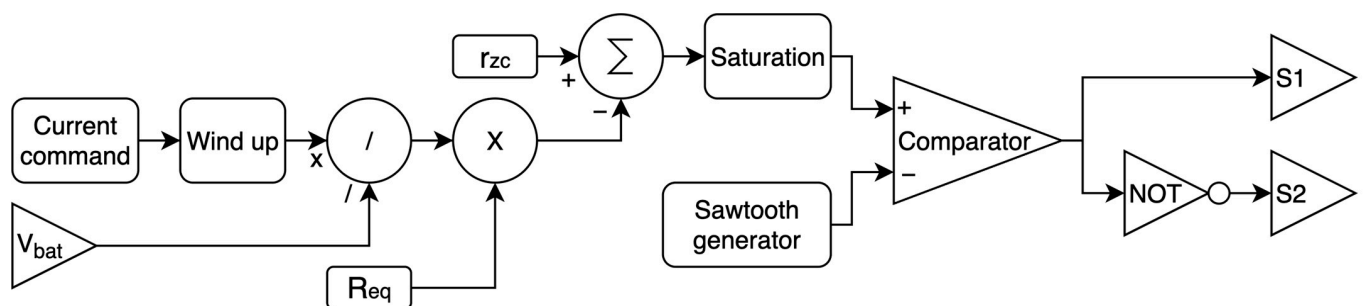 r_zc
+
Σ
−
Saturation
S1
Current
command
Wind up
x
/
/
X
+
Comparator
−
V_bat
R_eq
Sawtooth
generator
NOT
S2